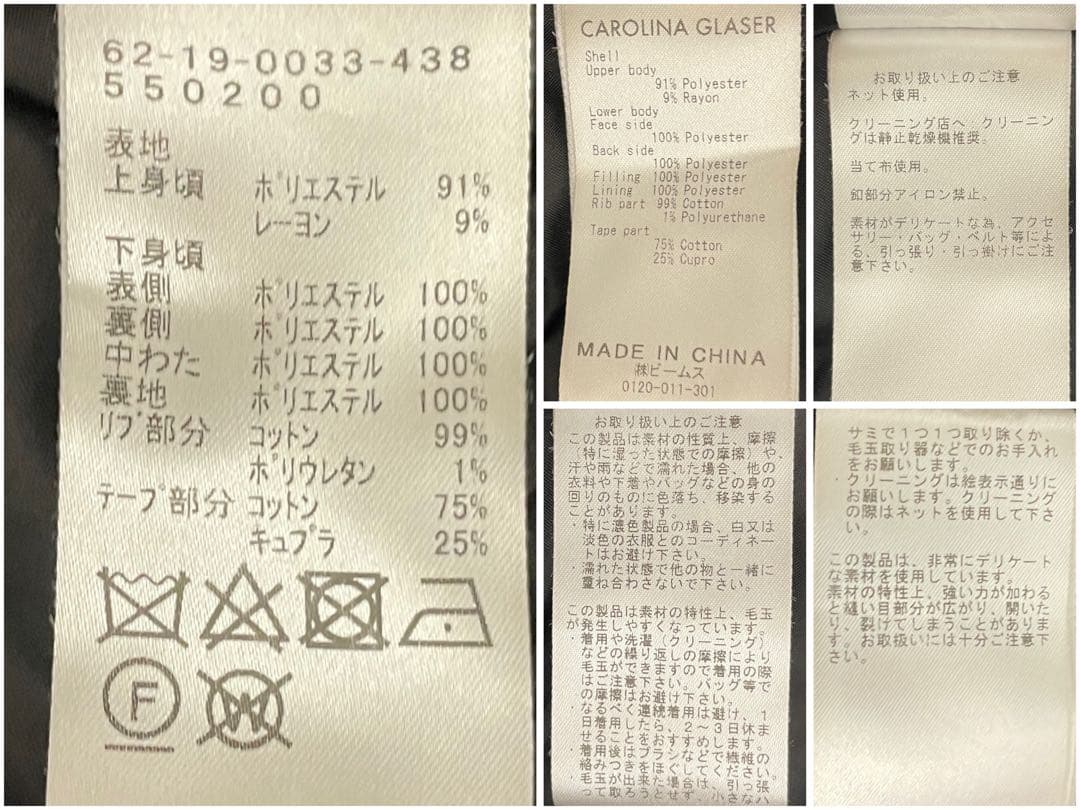 62-19-0033-438
550200
表地
上身頃 ポリエステル 91%
レーヨン 9%
下身頃
表側 ポリエステル 100%
裏側 ポリエステル 100%
中わた ポリエステル 100%
裏地 ポリエステル 100%
リブ部分 コットン 99%
ポリウレタン 1%
テープ部分 コットン 75%
キュプラ 25%
F W
CAROLINA GLASER
Shell
Upper body
91% Polyester
9% Rayon
Lower body
Face side
100% Polyester
Back side
100% Polyester
Filling 100% Polyester
Lining 100% Polyester
Rib part 99% Cotton
1% Polyurethane
Tape part
75% Cotton
25% Cupro
MADE IN CHINA
㈱ビームス
0120-011-301
お取り扱い上のご注意
ネット使用。
クリーニング店へ クリーニン
グは静止乾燥機推奨。
当て布使用。
釦部分アイロン禁止。
素材がデリケートな為、アクセ
サリー・バッグ・ベルト等によ
る、引っ張り・引っ掛けにご注
意下さい。
お取り扱い上のご注意
この製品は素材の性質上、摩擦
（特に湿った状態での摩擦）や、
汗や雨などで濡れた場合、他の
衣料や下着やバッグなどの身の
回りのものに色落ち、移染する
ことがあります。
・特に濃色製品の場合、白又は
淡色の衣服とのコーディネー
トはお避け下さい。
・濡れた状態で他の物と一緒に
重ね合わさないで下さい。
この製品は素材の特性上、毛玉
が発生しやすくなっています。
・着用や洗濯（クリーニング）
などの繰り返しの摩擦により
毛玉ができますので着用の際
はご注意下さい。バッグ等で
の摩擦はお避け下さい。
・なるべく連続着用は避け、1
日着用したら、2～3日休ま
せることをおすすめします。
・着用後はブラシなどで繊維の
絡みつきをほぐしてください。
・毛玉が出来た場合は、引っ張
って取ろうとせず、小さなハ
サミで1つ1つ取り除くか、
毛玉取り器などでのお手入れ
をお願いします。
・クリーニングは絵表示通りに
お願いします。クリーニング
の際はネットを使用して下さ
い。
この製品は、非常にデリケート
な素材を使用しています。
素材の特性上、強い力が加わる
と縫い目部分が広がり、開いた
り、裂けてしまうことがありま
す。お取扱いには十分ご注意下
さい。